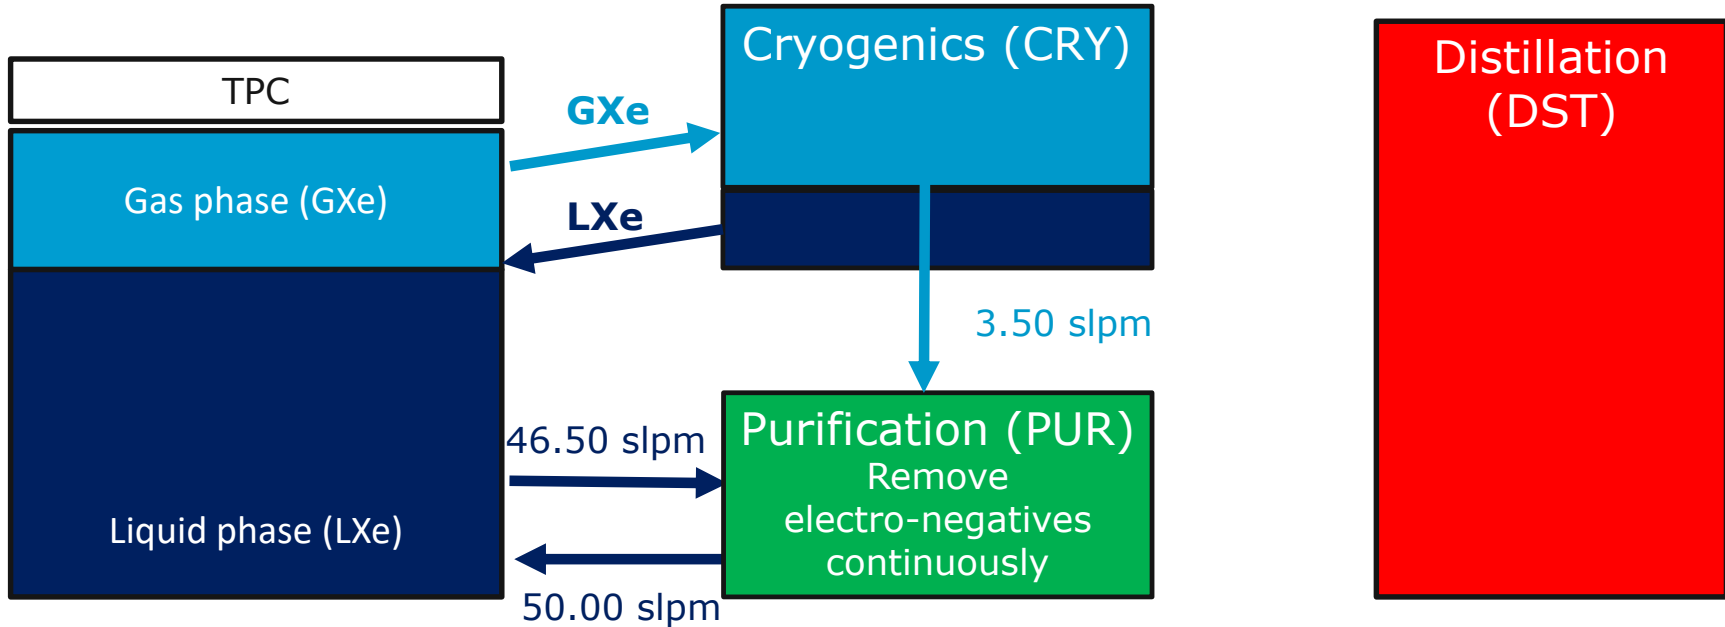 TPC
Gas phase (GXe)
Liquid phase (LXe)
GXe
LXe
46.50 slpm
50.00 slpm
Cryogenics (CRY)
3.50 slpm
Purification (PUR)
Remove
electro-negatives
continuously
Distillation
(DST)